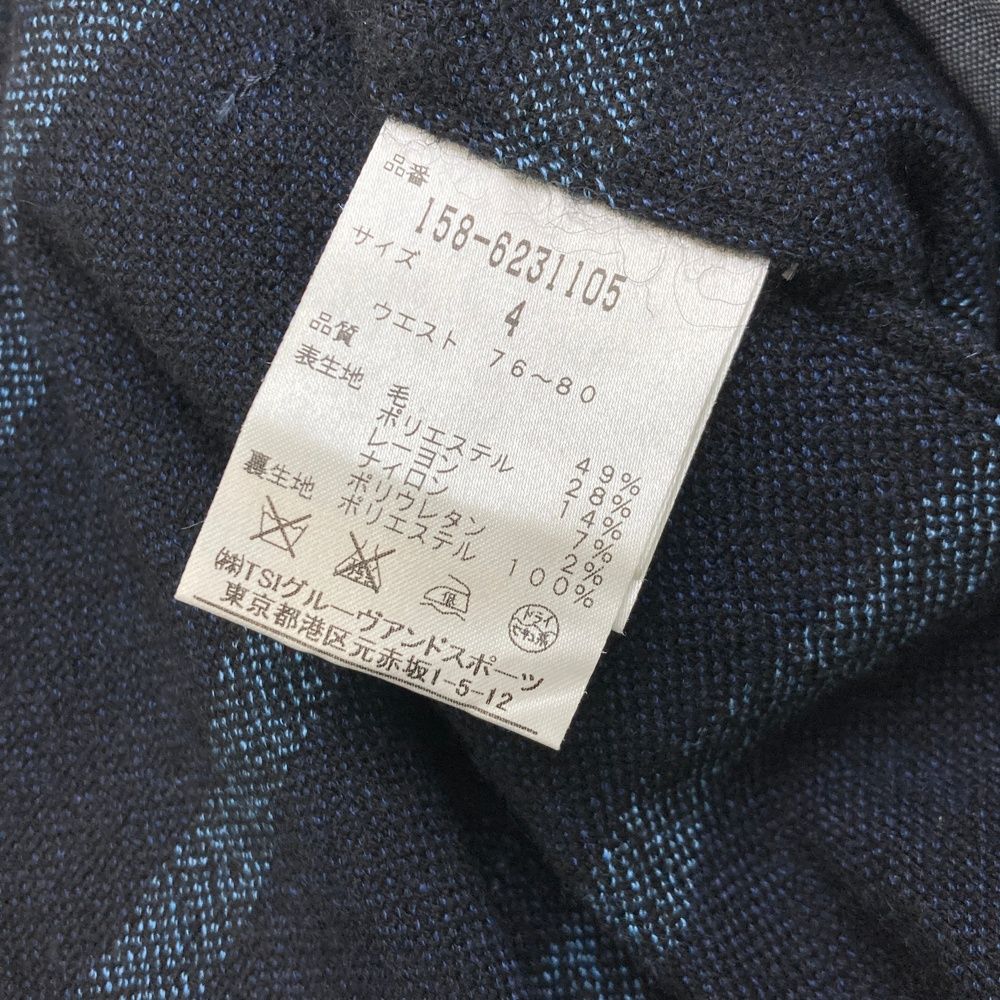 品番
158-6231105
サイズ
4
ウエスト 76～80
品質
表生地
毛 49%
ポリエステル 28%
レーヨン 14%
ナイロン 7%
ポリウレタン 2%
裏生地 ポリエステル 100%
ドライ
セキユ系
(株)TSIグルーヴアンドスポーツ
東京都港区元赤坂1-5-12